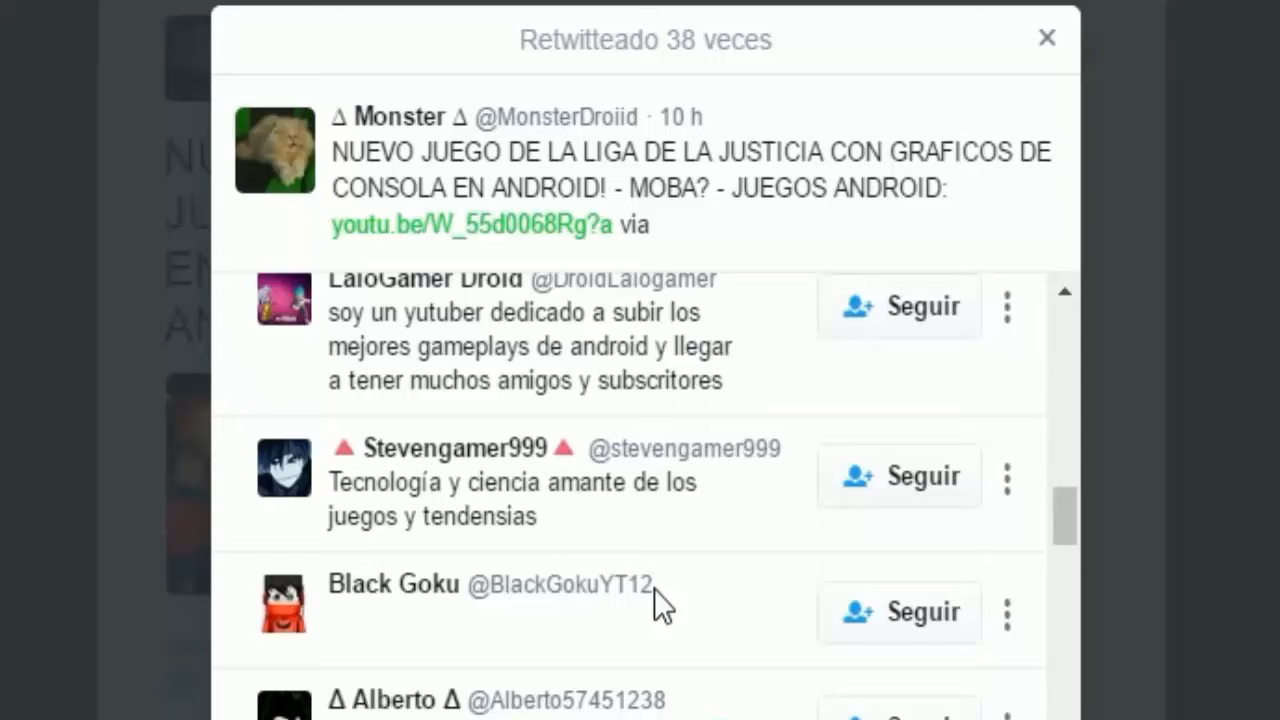 Retwitteado 38 veces
Δ Monster Δ @MonsterDroiid · 10 h
NUEVO JUEGO DE LA LIGA DE LA JUSTICIA CON GRAFICOS DE
CONSOLA EN ANDROID! - MOBA? - JUEGOS ANDROID:
youtu.be/W_55d0068Rg?a via
LaloGamer Droid @DroidLalogamer
Seguir
soy un yutuber dedicado a subir los
mejores gameplays de android y llegar
a tener muchos amigos y subscritores
🔺 Stevengamer999🔺 @stevengamer999
Seguir
Tecnología y ciencia amante de los
juegos y tendensias
Black Goku @BlackGokuYT12
Seguir
Δ Alberto Δ @Alberto57451238